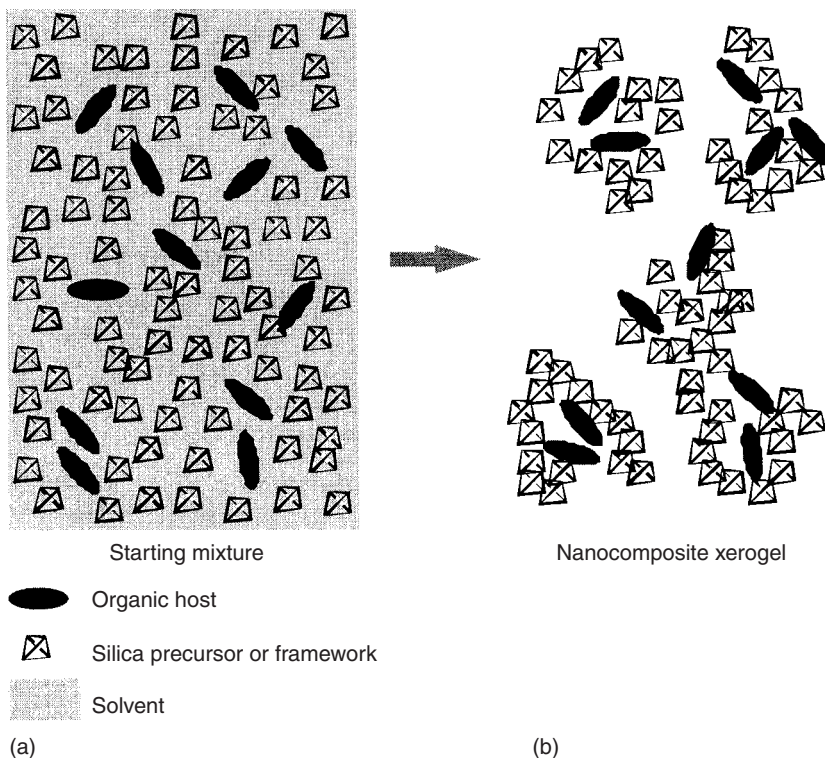 Starting mixture
Nanocomposite xerogel
Organic host
Silica precursor or framework
Solvent
(a)
(b)